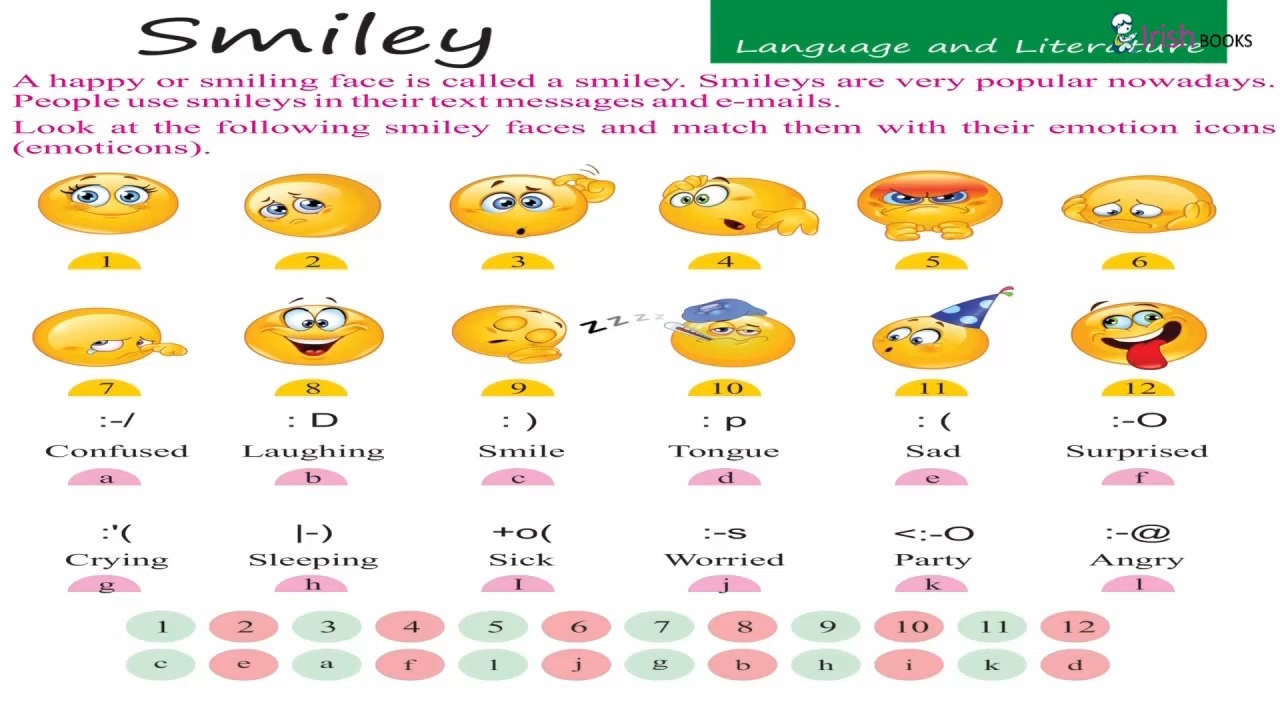 Smiley
Language and Literature
Irish BOOKS
A happy or smiling face is called a smiley. Smileys are very popular nowadays.
People use smileys in their text messages and e-mails.
Look at the following smiley faces and match them with their emotion icons
(emoticons).
1 2 3 4 5 6
z z z z
7 8 9 10 11 12
:-/ : D : ) : p : ( :-O
Confused Laughing Smile Tongue Sad Surprised
a b c d e f
:'( |-) +o( :-s <:-O :-@
Crying Sleeping Sick Worried Party Angry
g h I j k l
1 2 3 4 5 6 7 8 9 10 11 12
c e a f l j g b h i k d